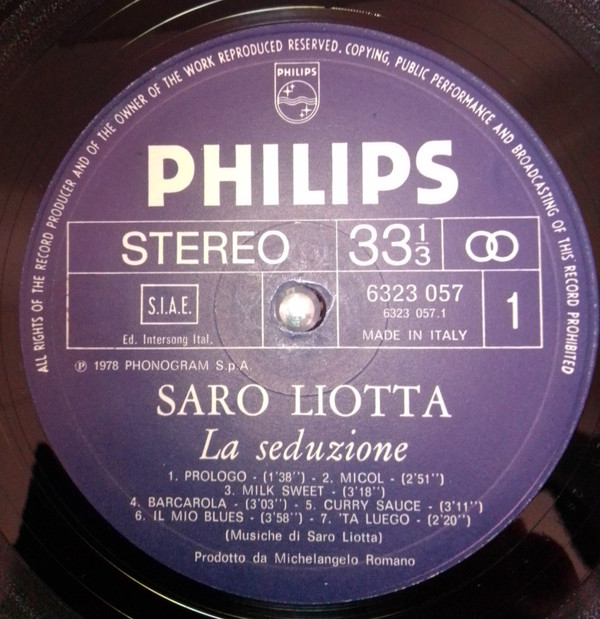 ALL RIGHTS OF THE RECORD PRODUCER AND OF THE OWNER OF THE WORK REPRODUCED RESERVED. COPYING, PUBLIC PERFORMANCE AND BROADCASTING OF THIS RECORD PROHIBITED
PHILIPS
PHILIPS
STEREO 33 1/3
S.I.A.E. 6323 057 1
6323 057.1
Ed. Intersong Ital. MADE IN ITALY
℗ 1978 PHONOGRAM S.p.A.
SARO LIOTTA
La seduzione
1. PROLOGO - (1'38'') - 2. MICOL - (2'51'')
3. MILK SWEET - (3'18'')
4. BARCAROLA - (3'03'') - 5. CURRY SAUCE - (3'11'')
6. IL MIO BLUES - (3'58'') - 7. 'TA LUEGO - (2'20'')
(Musiche di Saro Liotta)
Prodotto da Michelangelo Romano